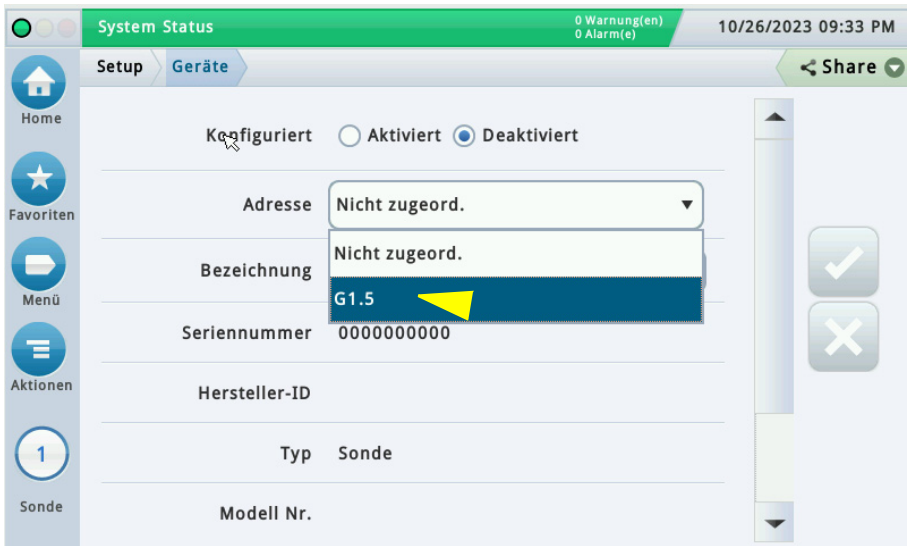 System Status
0 Warnung(en)
0 Alarm(e)
10/26/2023 09:33 PM
Setup Geräte
Share
Home
Favoriten
Menü
Aktionen
1
Sonde
Konfiguriert Aktiviert Deaktiviert
Adresse Nicht zugeord.
Nicht zugeord.
Bezeichnung
G1.5
Seriennummer 0000000000
Hersteller-ID
Typ Sonde
Modell Nr.